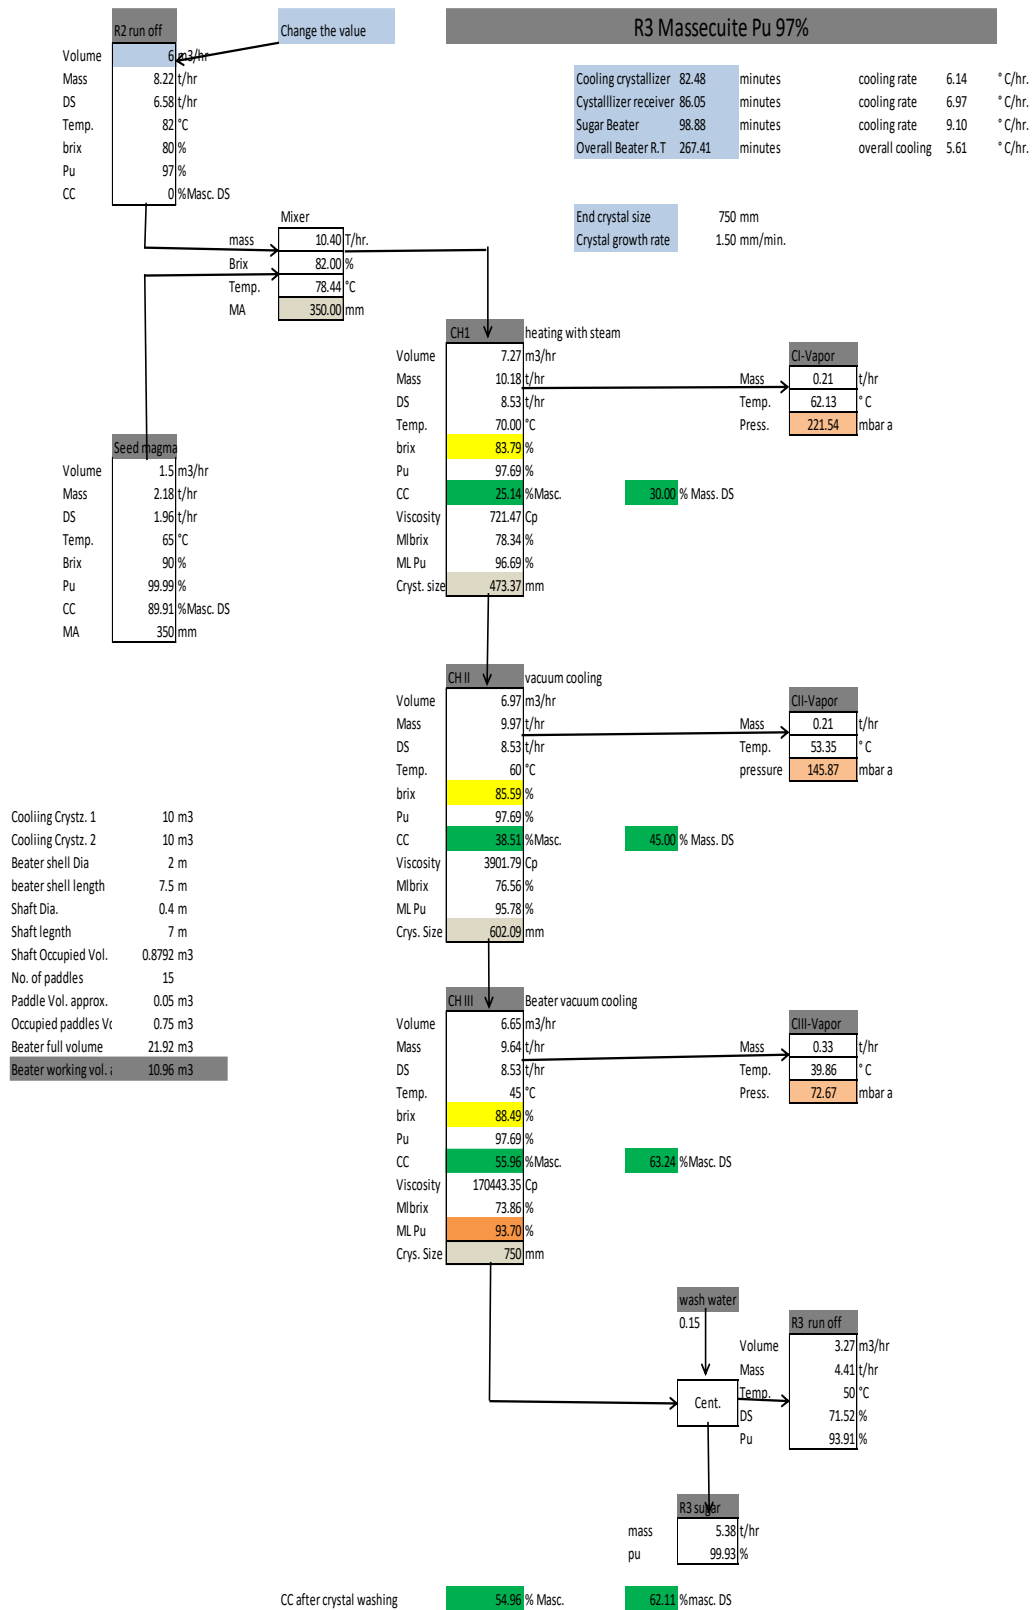 R2 run off
Change the value
R3 Massecuite Pu 97%
Volume 6 m3/hr
Mass 8.22 t/hr
DS 6.58 t/hr
Temp. 82 °C
brix 80 %
Pu 97 %
CC 0 %Masc. DS
Cooling crystallizer 82.48 minutes cooling rate 6.14 ° C/hr.
Cystalllizer receiver 86.05 minutes cooling rate 6.97 ° C/hr.
Sugar Beater 98.88 minutes cooling rate 9.10 ° C/hr.
Overall Beater R.T 267.41 minutes overall cooling 5.61 ° C/hr.
End crystal size 750 mm
Crystal growth rate 1.50 mm/min.
Mixer
mass 10.40 T/hr.
Brix 82.00 %
Temp. 78.44 °C
MA 350.00 mm
CH1 heating with steam
Volume 7.27 m3/hr
Mass 10.18 t/hr
DS 8.53 t/hr
Temp. 70.00 °C
brix 83.79 %
Pu 97.69 %
CC 25.14 %Masc. 30.00 % Mass. DS
Viscosity 721.47 Cp
Mlbrix 78.34 %
ML Pu 96.69 %
Cryst. size 473.37 mm
CI-Vapor
Mass 0.21 t/hr
Temp. 62.13 ° C
Press. 221.54 mbar a
Seed magma
Volume 1.5 m3/hr
Mass 2.18 t/hr
DS 1.96 t/hr
Temp. 65 °C
Brix 90 %
Pu 99.99 %
CC 89.91 %Masc. DS
MA 350 mm
CH II vacuum cooling
Volume 6.97 m3/hr
Mass 9.97 t/hr
DS 8.53 t/hr
Temp. 60 °C
brix 85.59 %
Pu 97.69 %
CC 38.51 %Masc. 45.00 % Mass. DS
Viscosity 3901.79 Cp
Mlbrix 76.56 %
ML Pu 95.78 %
Crys. Size 602.09 mm
CII-Vapor
Mass 0.21 t/hr
Temp. 53.35 ° C
pressure 145.87 mbar a
Cooliing Crystz. 1 10 m3
Cooliing Crystz. 2 10 m3
Beater shell Dia 2 m
beater shell length 7.5 m
Shaft Dia. 0.4 m
Shaft legnth 7 m
Shaft Occupied Vol. 0.8792 m3
No. of paddles 15
Paddle Vol. approx. 0.05 m3
Occupied paddles Vo 0.75 m3
Beater full volume 21.92 m3
Beater working vol. 10.96 m3
CH III Beater vacuum cooling
Volume 6.65 m3/hr
Mass 9.64 t/hr
DS 8.53 t/hr
Temp. 45 °C
brix 88.49 %
Pu 97.69 %
CC 55.96 %Masc. 63.24 %Masc. DS
Viscosity 170443.35 Cp
Mlbrix 73.86 %
ML Pu 93.70 %
Crys. Size 750 mm
CIII-Vapor
Mass 0.33 t/hr
Temp. 39.86 ° C
Press. 72.67 mbar a
wash water
0.15
Cent.
R3 run off
Volume 3.27 m3/hr
Mass 4.41 t/hr
Temp. 50 °C
DS 71.52 %
Pu 93.91 %
R3 sugar
mass 5.38 t/hr
pu 99.93 %
CC after crystal washing 54.96 % Masc. 62.11 %masc. DS